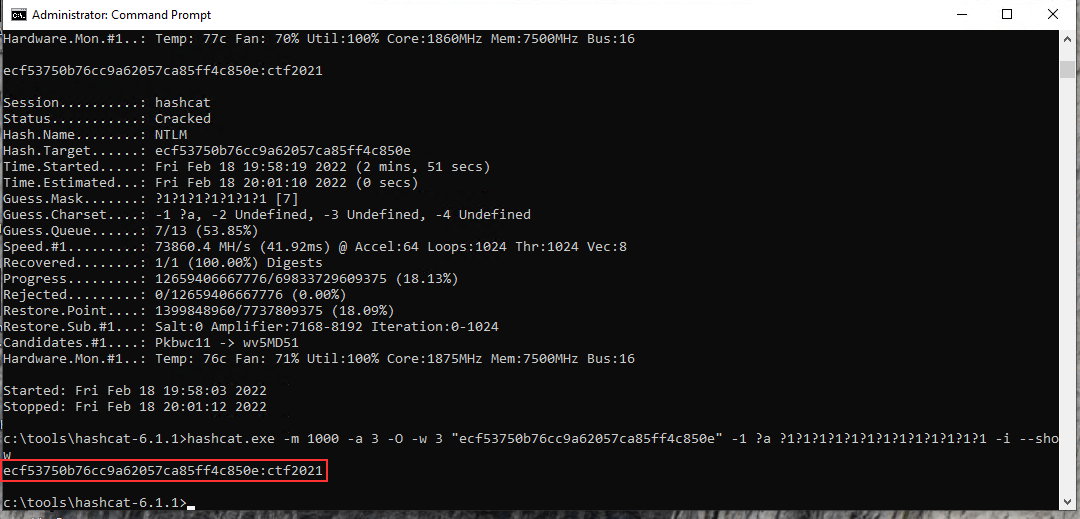 Administrator: Command Prompt
Hardware.Mon.#1..: Temp: 77c Fan: 70% Util:100% Core:1860MHz Mem:7500MHz Bus:16
ecf53750b76cc9a62057ca85ff4c850e:ctf2021
Session..........: hashcat
Status...........: Cracked
Hash.Name........: NTLM
Hash.Target......: ecf53750b76cc9a62057ca85ff4c850e
Time.Started.....: Fri Feb 18 19:58:19 2022 (2 mins, 51 secs)
Time.Estimated...: Fri Feb 18 20:01:10 2022 (0 secs)
Guess.Mask.......: ?1?1?1?1?1?1?1 [7]
Guess.Charset....: -1 ?a, -2 Undefined, -3 Undefined, -4 Undefined
Guess.Queue......: 7/13 (53.85%)
Speed.#1.........: 73860.4 MH/s (41.92ms) @ Accel:64 Loops:1024 Thr:1024 Vec:8
Recovered........: 1/1 (100.00%) Digests
Progress.........: 12659406667776/69833729609375 (18.13%)
Rejected.........: 0/12659406667776 (0.00%)
Restore.Point....: 1399848960/7737809375 (18.09%)
Restore.Sub.#1...: Salt:0 Amplifier:7168-8192 Iteration:0-1024
Candidates.#1....: Pkbwc11 -> wv5MD51
Hardware.Mon.#1..: Temp: 76c Fan: 71% Util:100% Core:1875MHz Mem:7500MHz Bus:16
Started: Fri Feb 18 19:58:03 2022
Stopped: Fri Feb 18 20:01:12 2022
c:\tools\hashcat-6.1.1>hashcat.exe -m 1000 -a 3 -O -w 3 "ecf53750b76cc9a62057ca85ff4c850e" -1 ?a ?1?1?1?1?1?1?1?1?1?1?1?1?1 -i --sho
w
ecf53750b76cc9a62057ca85ff4c850e:ctf2021
c:\tools\hashcat-6.1.1>